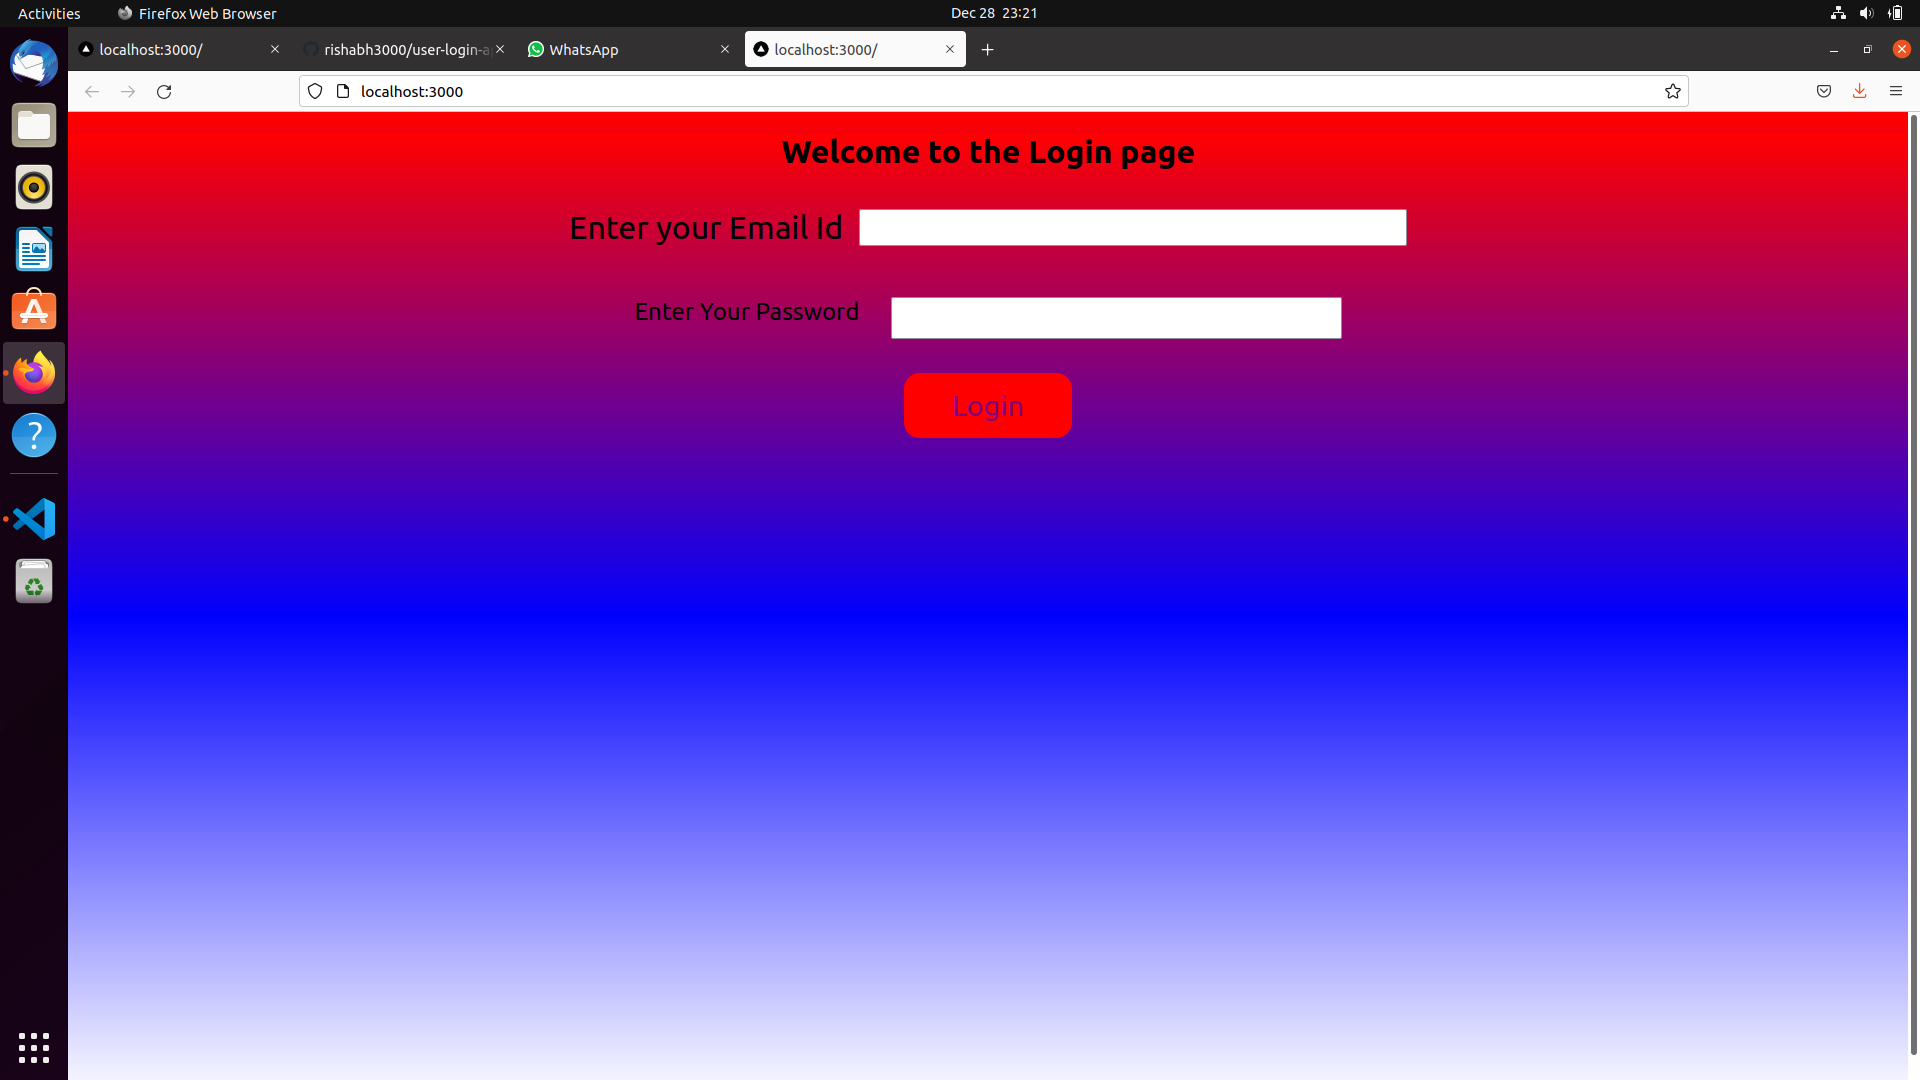 Activities
Firefox Web Browser
Dec 28 23:21
localhost:3000/
rishabh3000/user-login-a
WhatsApp
localhost:3000/
localhost:3000
Welcome to the Login page
Enter your Email Id
Enter Your Password
Login